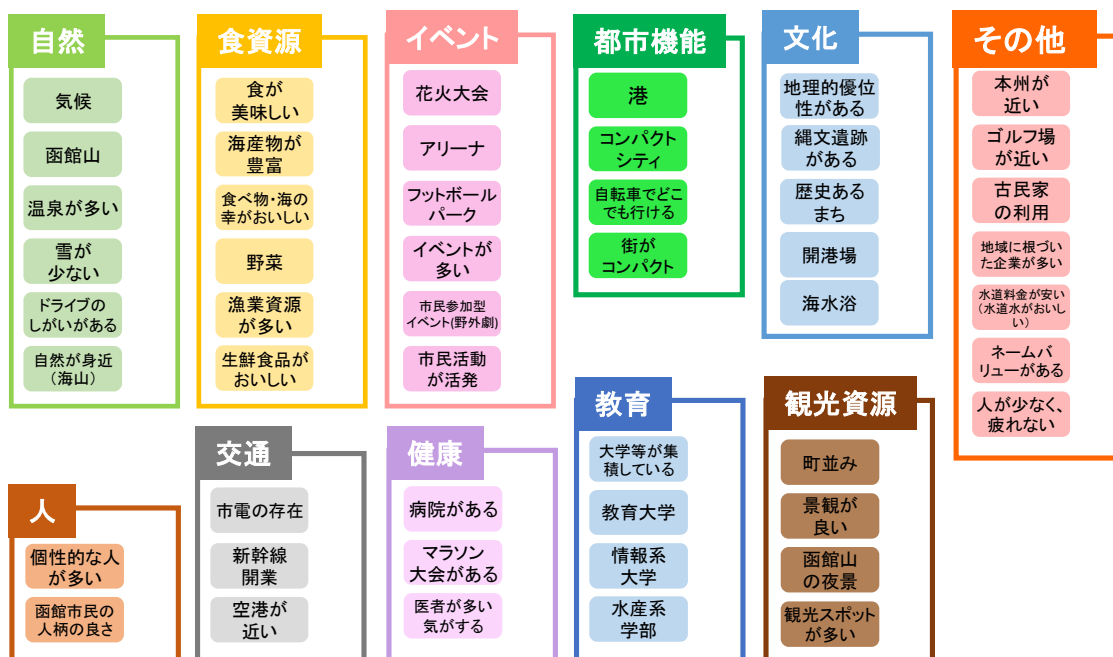 自然
気候
函館山
温泉が多い
雪が
少ない
ドライブの
しがいがある
自然が身近
（海山）
食資源
食が
美味しい
海産物が
豊富
食べ物・海の
幸がおいしい
野菜
漁業資源
が多い
生鮮食品が
おいしい
イベント
花火大会
アリーナ
フットボール
パーク
イベントが
多い
市民参加型
イベント(野外劇)
市民活動
が活発
都市機能
港
コンパクト
シティ
自転車でどこ
でも行ける
街が
コンパクト
文化
地理的優位
性がある
縄文遺跡
がある
歴史ある
まち
開港場
海水浴
その他
本州が
近い
ゴルフ場
が近い
古民家
の利用
地域に根づい
た企業が多い
水道料金が安い
（水道水がおいし
い）
ネームバ
リューがある
人が少なく、
疲れない
人
個性的な人
が多い
函館市民の
人柄の良さ
交通
市電の存在
新幹線
開業
空港が
近い
健康
病院がある
マラソン
大会がある
医者が多い
気がする
教育
大学等が集
積している
教育大学
情報系
大学
水産系
学部
観光資源
町並み
景観が
良い
函館山
の夜景
観光スポット
が多い